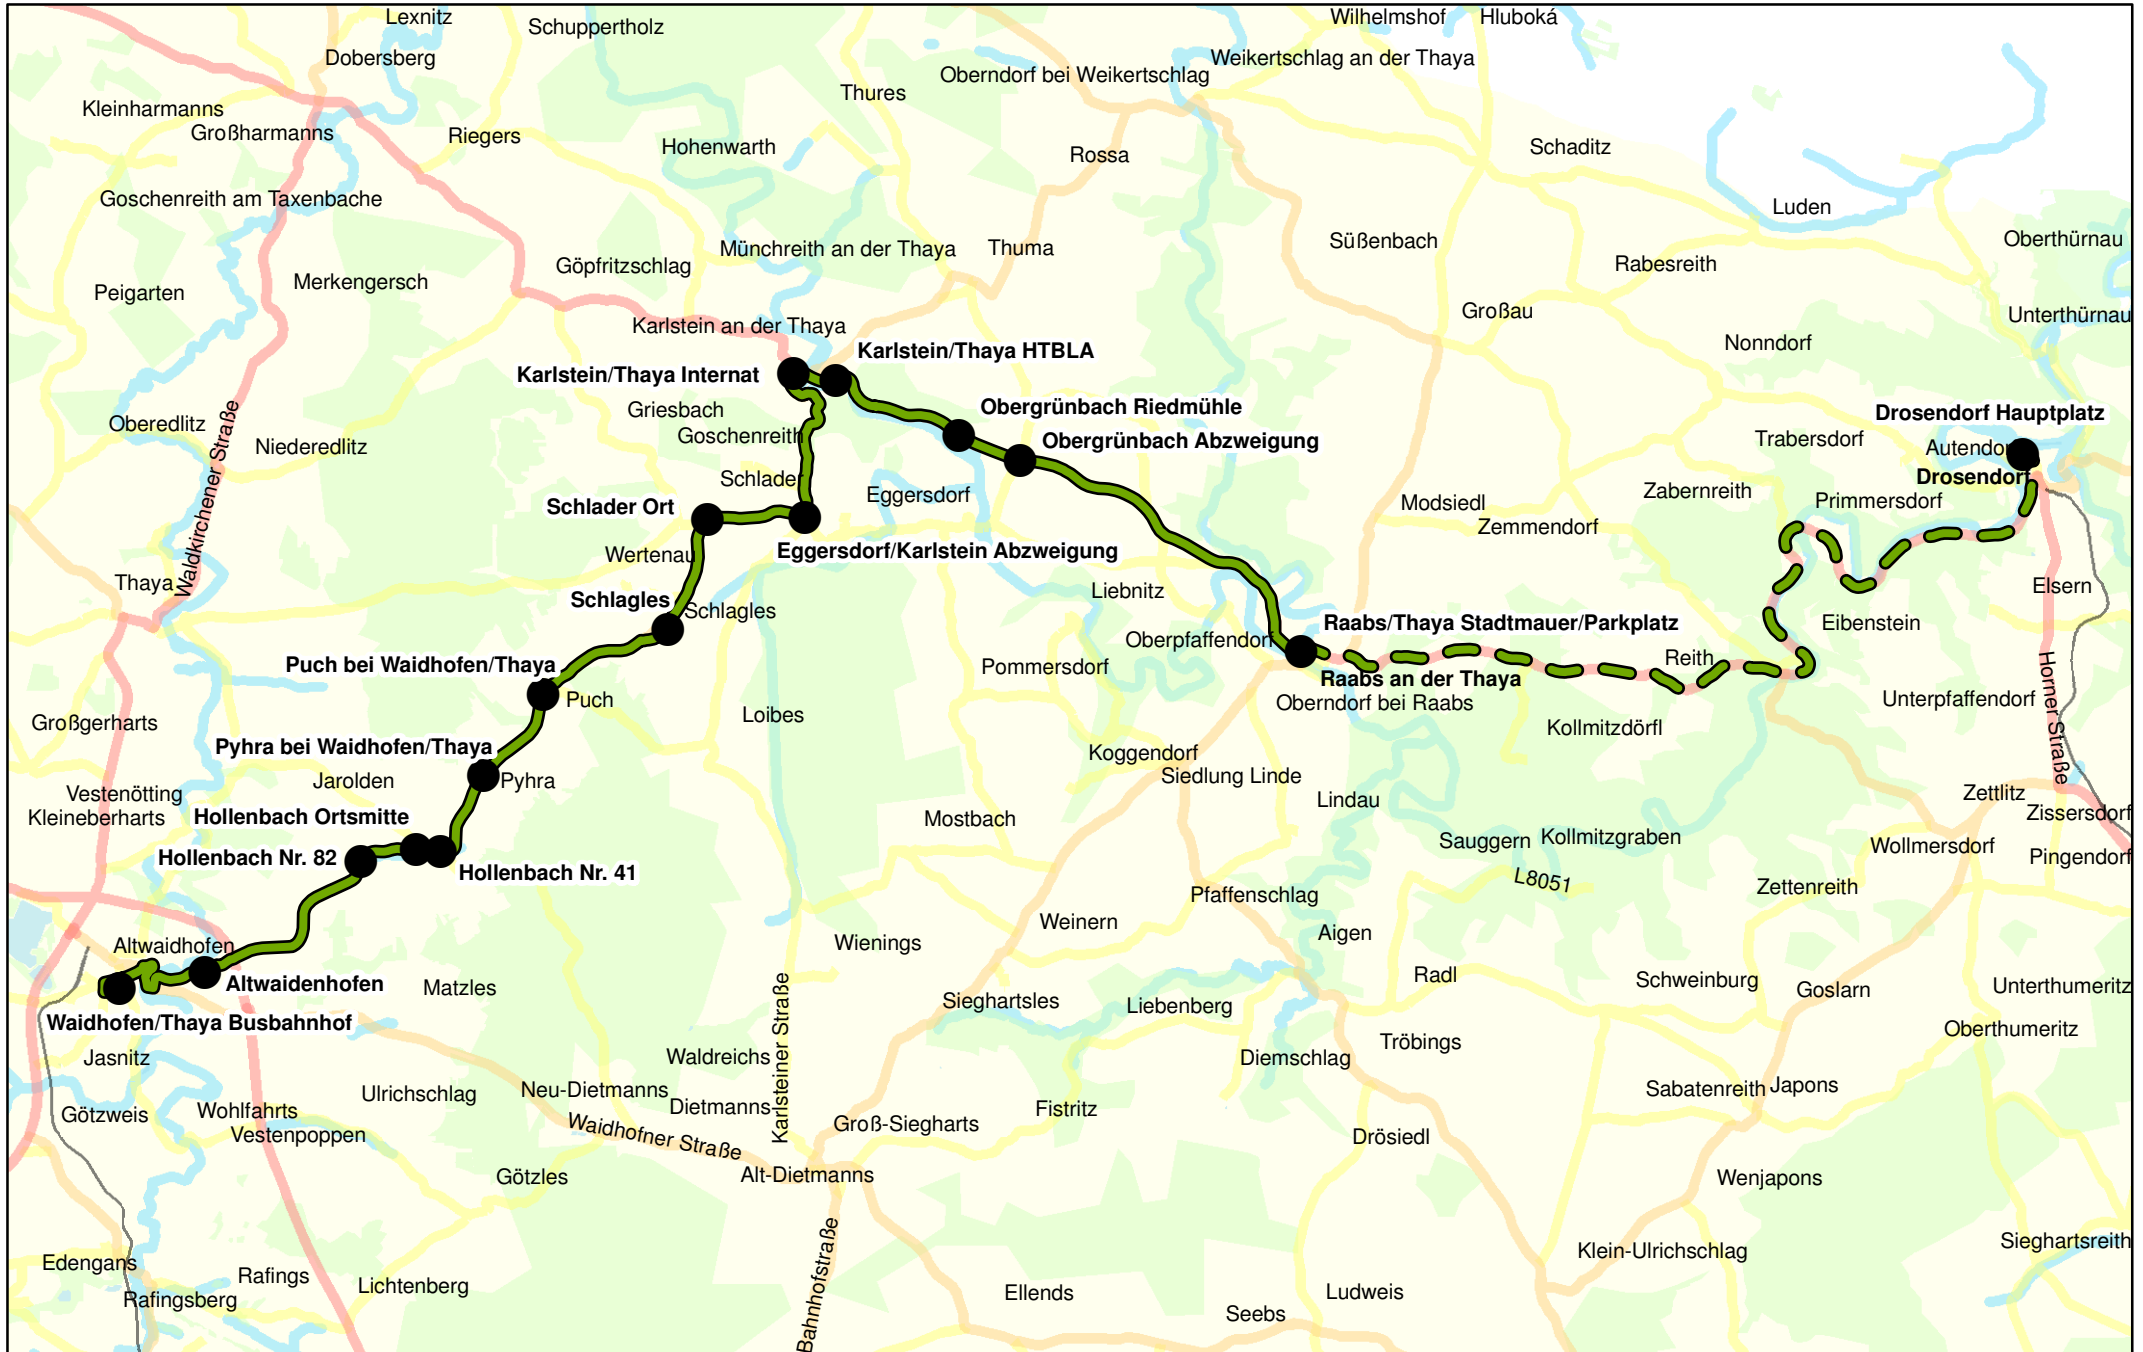 Lexnitz
Schuppertholz
Wilhelmshof
Hluboká
Dobersberg
Weikertschlag an der Thaya
Oberndorf bei Weikertschlag
Thures
Kleinharmanns
Großharmanns
Riegers
Hohenwarth
Rossa
Schaditz
Goschenreith am Taxenbache
Luden
Münchreith an der Thaya
Thuma
Süßenbach
Oberthürnau
Göpfritzschlag
Rabesreith
Merkengersch
Peigarten
Großau
Unterthürnau
Karlstein an der Thaya
Nonndorf
Karlstein/Thaya HTBLA
Karlstein/Thaya Internat
Griesbach
Obergrünbach Riedmühle
Drosendorf Hauptplatz
Oberedlitz
Waldkirchener Straße
Niederedlitz
Goschenreith
Obergrünbach Abzweigung
Trabersdorf
Autendor
Drosendorf
Schlader
Eggersdorf
Zabernreith
Primmersdorf
Schlader Ort
Modsiedl
Zemmendorf
Wertenau
Eggersdorf/Karlstein Abzweigung
Thaya
Liebnitz
Elsern
Schlagles
Schlagles
Raabs/Thaya Stadtmauer/Parkplatz
Eibenstein
Oberpfaffendorf
Puch bei Waidhofen/Thaya
Pommersdorf
Reith
Raabs an der Thaya
Puch
Oberndorf bei Raabs
Unterpfaffendorf
Horner Straße
Großgerharts
Loibes
Kollmitzdörfl
Pyhra bei Waidhofen/Thaya
Koggendorf
Siedlung Linde
Jarolden
Pyhra
Vestenötting
Lindau
Zettlitz
Kleineberharts
Hollenbach Ortsmitte
Mostbach
Zissersdorf
Sauggern
Kollmitzgraben
Wollmersdorf
Pingendorf
Hollenbach Nr. 82
Hollenbach Nr. 41
L8051
Zettenreith
Pfaffenschlag
Weinern
Aigen
Altwaidhofen
Wienings
Altwaidenhofen
Matzles
Radl
Schweinburg
Goslarn
Unterthumeritz
Sieghartsles
Liebenberg
Waidhofen/Thaya Busbahnhof
Oberthumeritz
Tröbings
Jasnitz
Waldreichs
Karlsteiner Straße
Diemschlag
Ulrichschlag
Neu-Dietmanns
Sabatenreith
Japons
Götzweis
Wohlfahrts
Dietmanns
Fistritz
Vestenpoppen
Waidhofner Straße
Groß-Siegharts
Drösiedl
Götzles
Alt-Dietmanns
Wenjapons
Edengans
Rafings
Lichtenberg
Bahnhofstraße
Klein-Ulrichschlag
Sieghartsreith
Rafingsberg
Ellends
Ludweis
Seebs